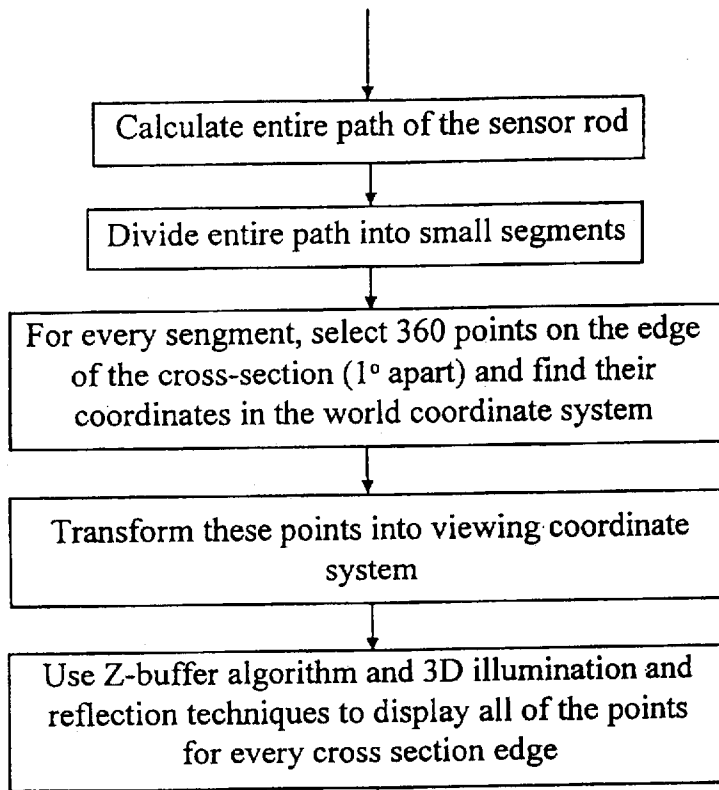 Calculate entire path of the sensor rod
Divide entire path into small segments
For every sengment, select 360 points on the edge
of the cross-section (1º apart) and find their
coordinates in the world coordinate system
Transform these points into viewing coordinate
system
Use Z-buffer algorithm and 3D illumination and
reflection techniques to display all of the points
for every cross section edge